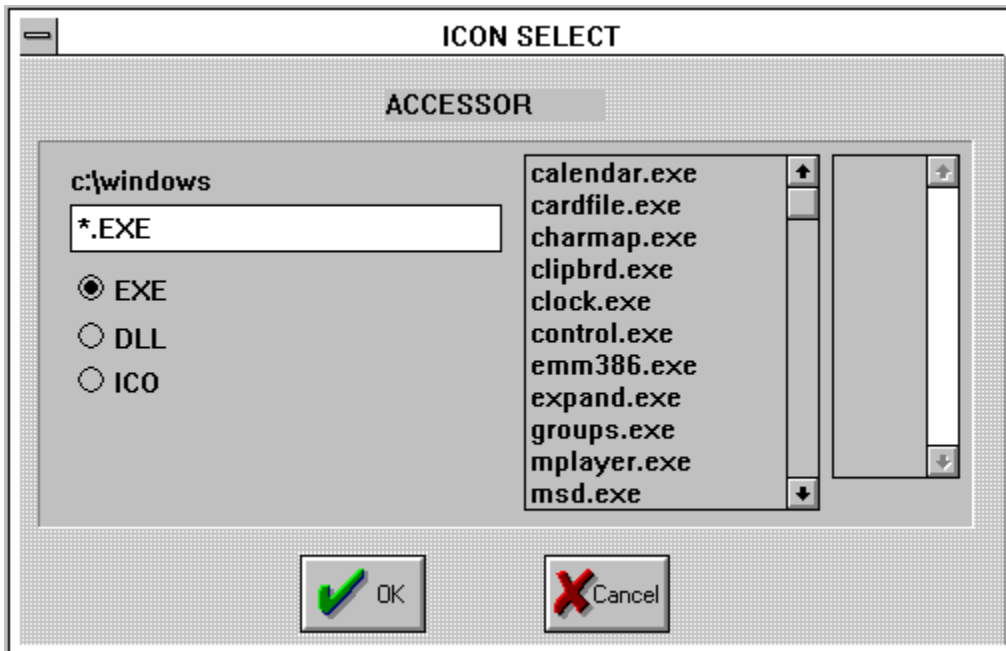 ICON SELECT
ACCESSOR
c:\windows
*.EXE
EXE
DLL
ICO
calendar.exe
cardfile.exe
charmap.exe
clipbrd.exe
clock.exe
control.exe
emm386.exe
expand.exe
groups.exe
mplayer.exe
msd.exe
OK
Cancel